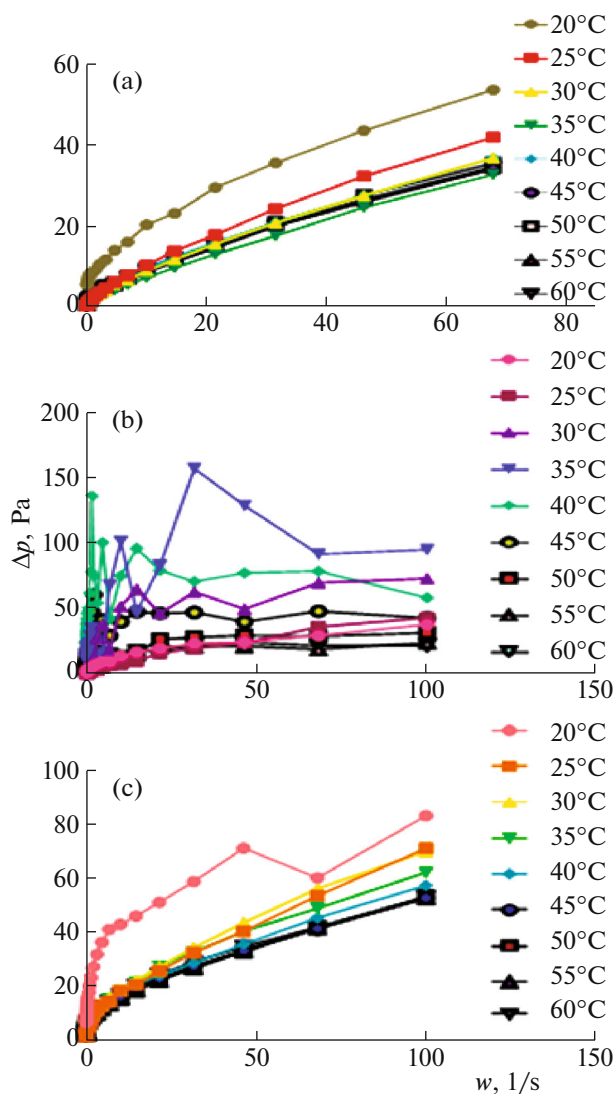 20°C
25°C
30°C
35°C
40°C
45°C
50°C
55°C
60°C
(a)
60
40
20
0
0 20 40 60 80
20°C
25°C
30°C
35°C
40°C
45°C
50°C
55°C
60°C
(b)
200
150
100
50
0
0 50 100 150
Δp, Pa
20°C
25°C
30°C
35°C
40°C
45°C
50°C
55°C
60°C
(c)
100
80
60
40
20
0
0 50 100 150
w, 1/s